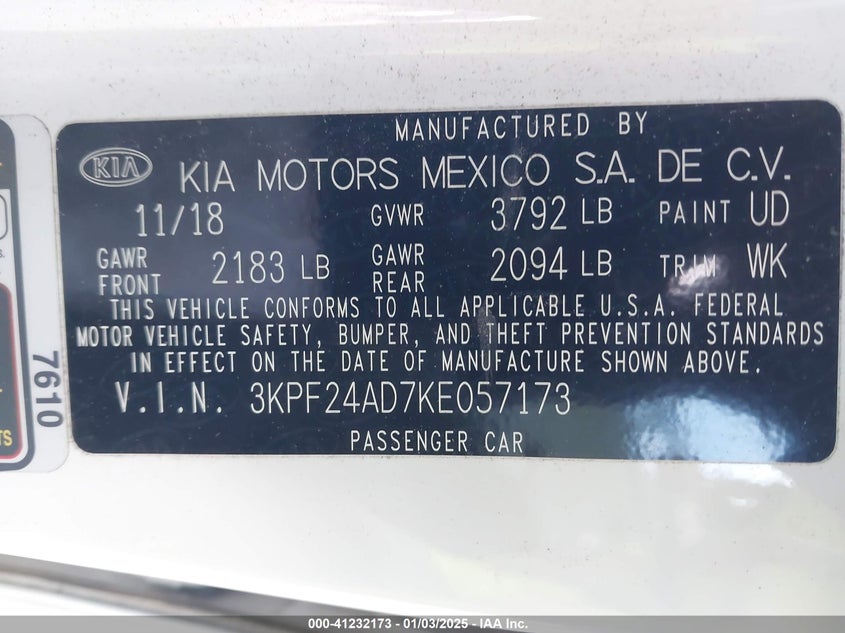 MANUFACTURED BY
KIA KIA MOTORS MEXICO S.A. DE C.V.
11/18 GVWR 3792 LB PAINT UD
GAWR FRONT 2183 LB GAWR REAR 2094 LB TRIM WK
THIS VEHICLE CONFORMS TO ALL APPLICABLE U.S.A. FEDERAL
MOTOR VEHICLE SAFETY, BUMPER, AND THEFT PREVENTION STANDARDS
IN EFFECT ON THE DATE OF MANUFACTURE SHOWN ABOVE.
V.I.N. 3KPF24AD7KE057173
PASSENGER CAR
7610
000-41232173 — 01/03/2025 — IAA Inc.